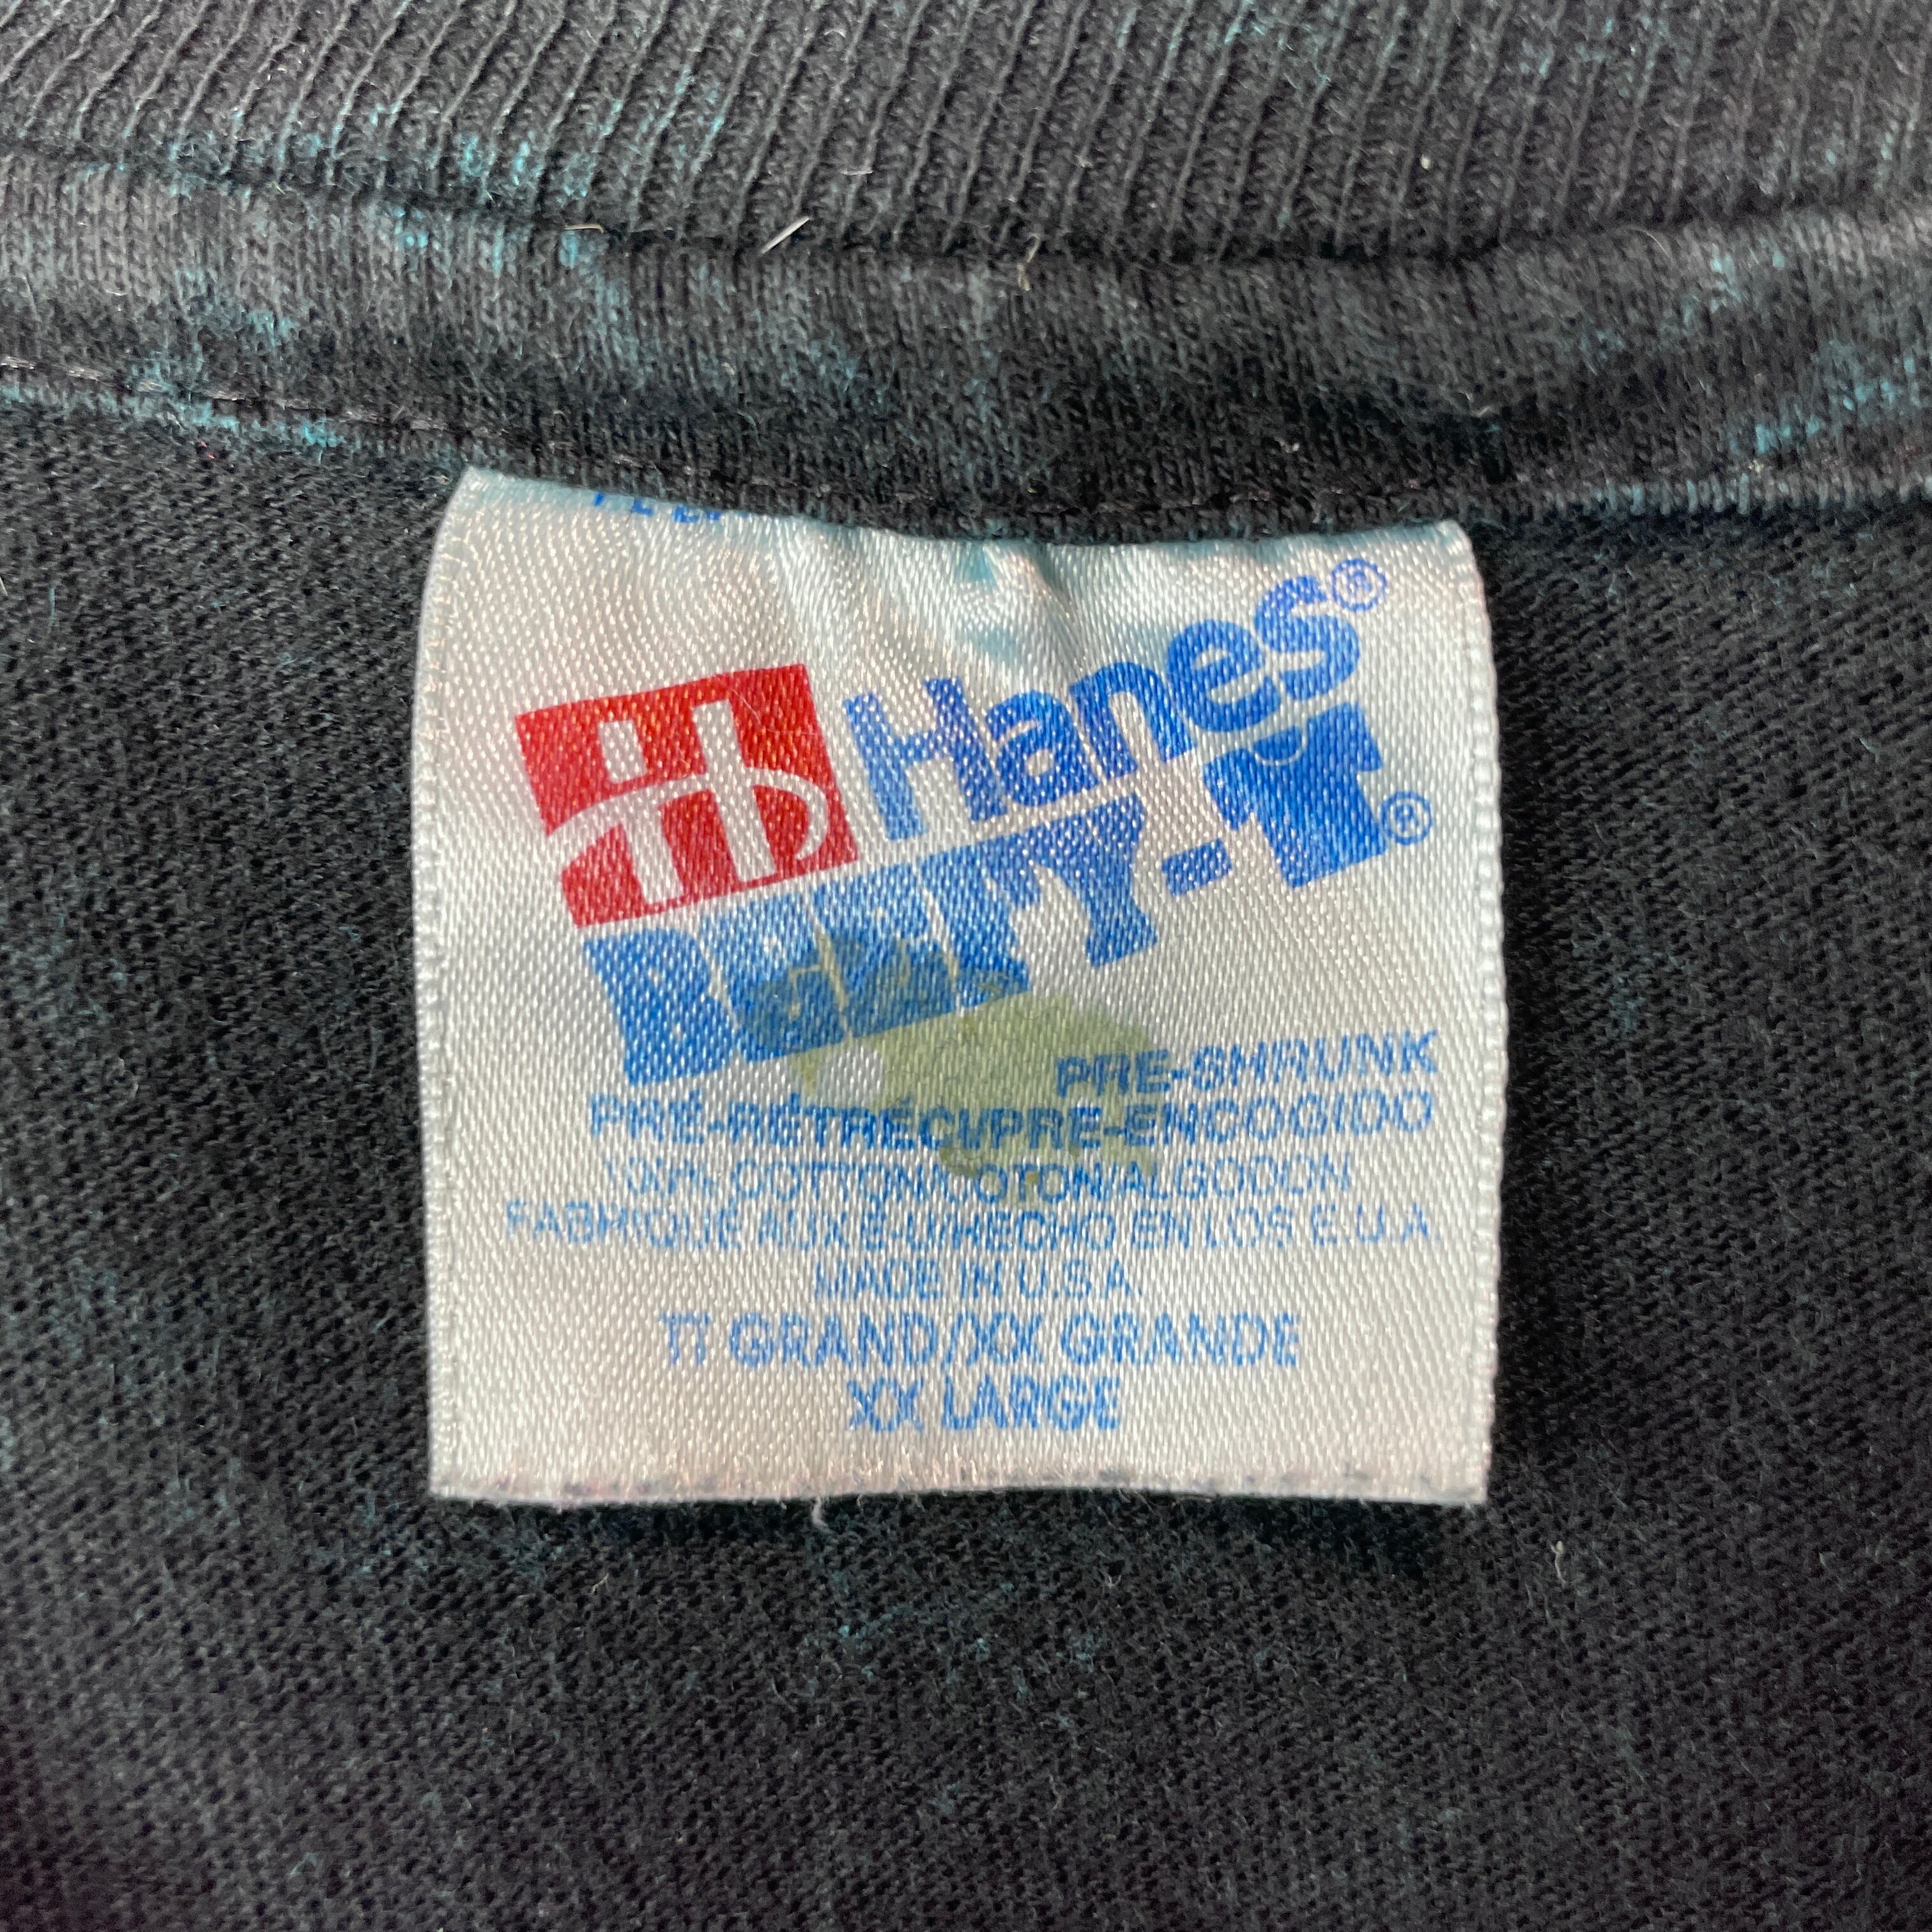 Hanes®
BEEFY-T®
PRE-SHRUNK
PRÉ-RÉTRÉCI/PRE-ENCOGIDO
100% COTTON/COTON/ALGODON
FABRIQUÉ AUX É-U/HECHO EN LOS E.U.A
MADE IN U.S.A.
TT GRAND/XX GRANDE
XX LARGE